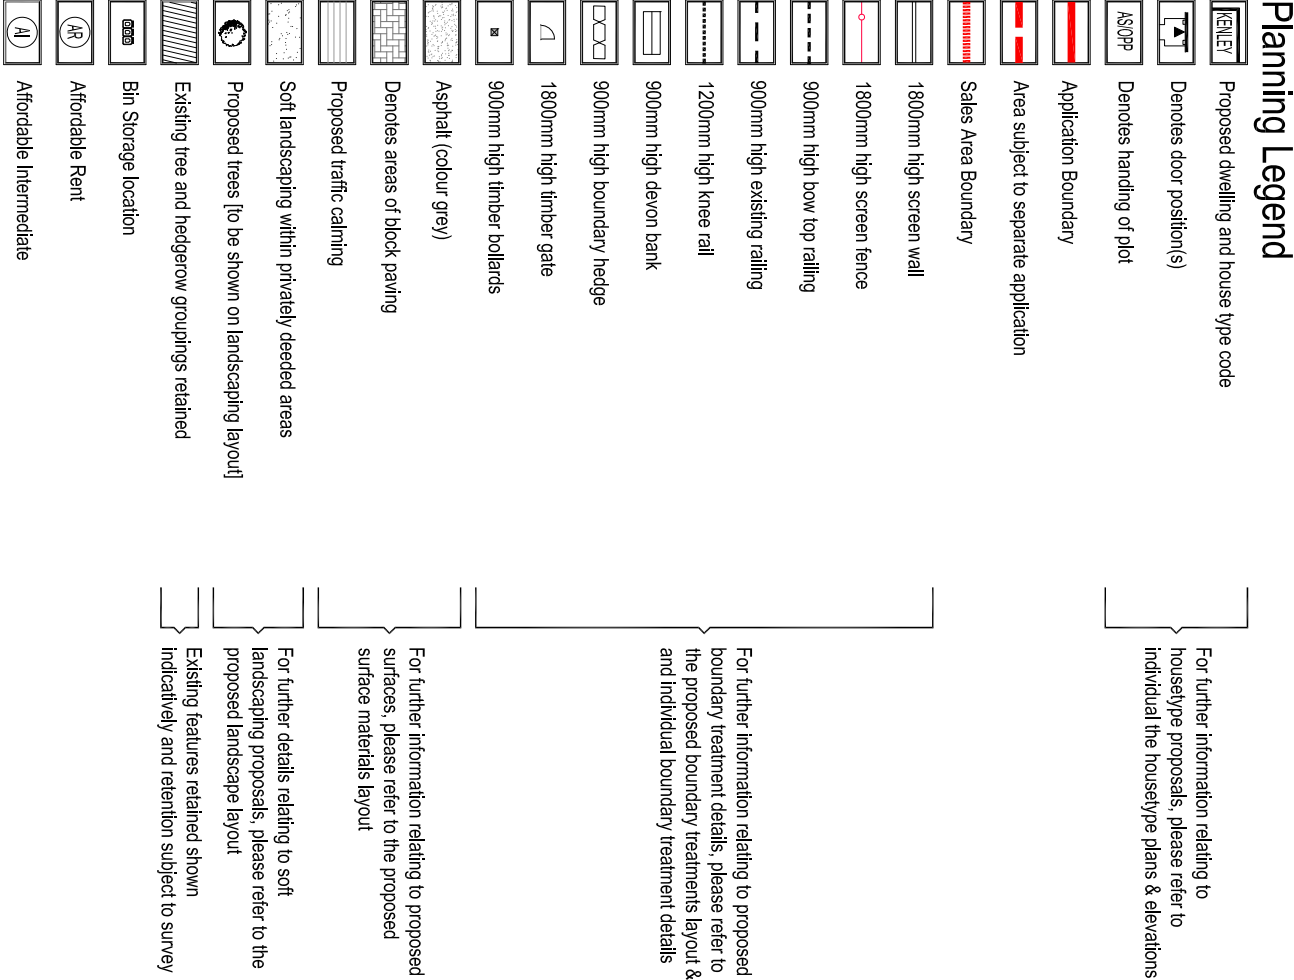 Planning Legend
KENLEY
Proposed dwelling and house type code
Denotes door position(s)
AS/OPP
Denotes handing of plot
For further information relating to
housetype proposals, please refer to
individual the housetype plans & elevations
Application Boundary
Area subject to separate application
Sales Area Boundary
1800mm high screen wall
1800mm high screen fence
900mm high bow top railing
900mm high existing railing
1200mm high knee rail
900mm high devon bank
900mm high boundary hedge
1800mm high timber gate
900mm high timber bollards
For further information relating to proposed
boundary treatment details, please refer to
the proposed boundary treatments layout &
and individual boundary treatment details
Asphalt (colour grey)
Denotes areas of block paving
Proposed traffic calming
For further information relating to proposed
surfaces, please refer to the proposed
surface materials layout
Soft landscaping within privately deeded areas
Proposed trees [to be shown on landscaping layout]
For further details relating to soft
landscaping proposals, please refer to the
proposed landscape layout
Existing tree and hedgerow groupings retained
Existing features retained shown
indicatively and retention subject to survey
Bin Storage location
AR
Affordable Rent
AI
Affordable Intermediate